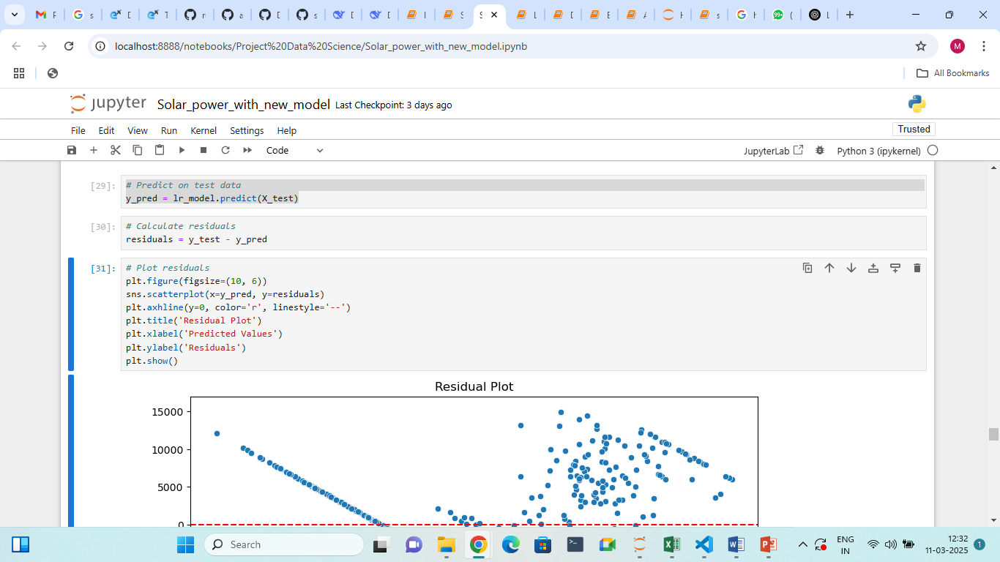 F
s
D
T
n
a
D
s
D
D
I
S
S
L
D
E
A
H
s
h
99+ (
L
localhost:8888/notebooks/Project%20Data%20Science/Solar_power_with_new_model.ipynb
M
All Bookmarks
jupyter Solar_power_with_new_model Last Checkpoint: 3 days ago
File Edit View Run Kernel Settings Help
Trusted
Code
JupyterLab Python 3 (ipykernel)
[29]: # Predict on test data
y_pred = lr_model.predict(X_test)
[30]: # Calculate residuals
residuals = y_test - y_pred
[31]: # Plot residuals
plt.figure(figsize=(10, 6))
sns.scatterplot(x=y_pred, y=residuals)
plt.axhline(y=0, color='r', linestyle='--')
plt.title('Residual Plot')
plt.xlabel('Predicted Values')
plt.ylabel('Residuals')
plt.show()
Residual Plot
15000
10000
5000
0
Search
ENG
IN
12:32
11-03-2025
1